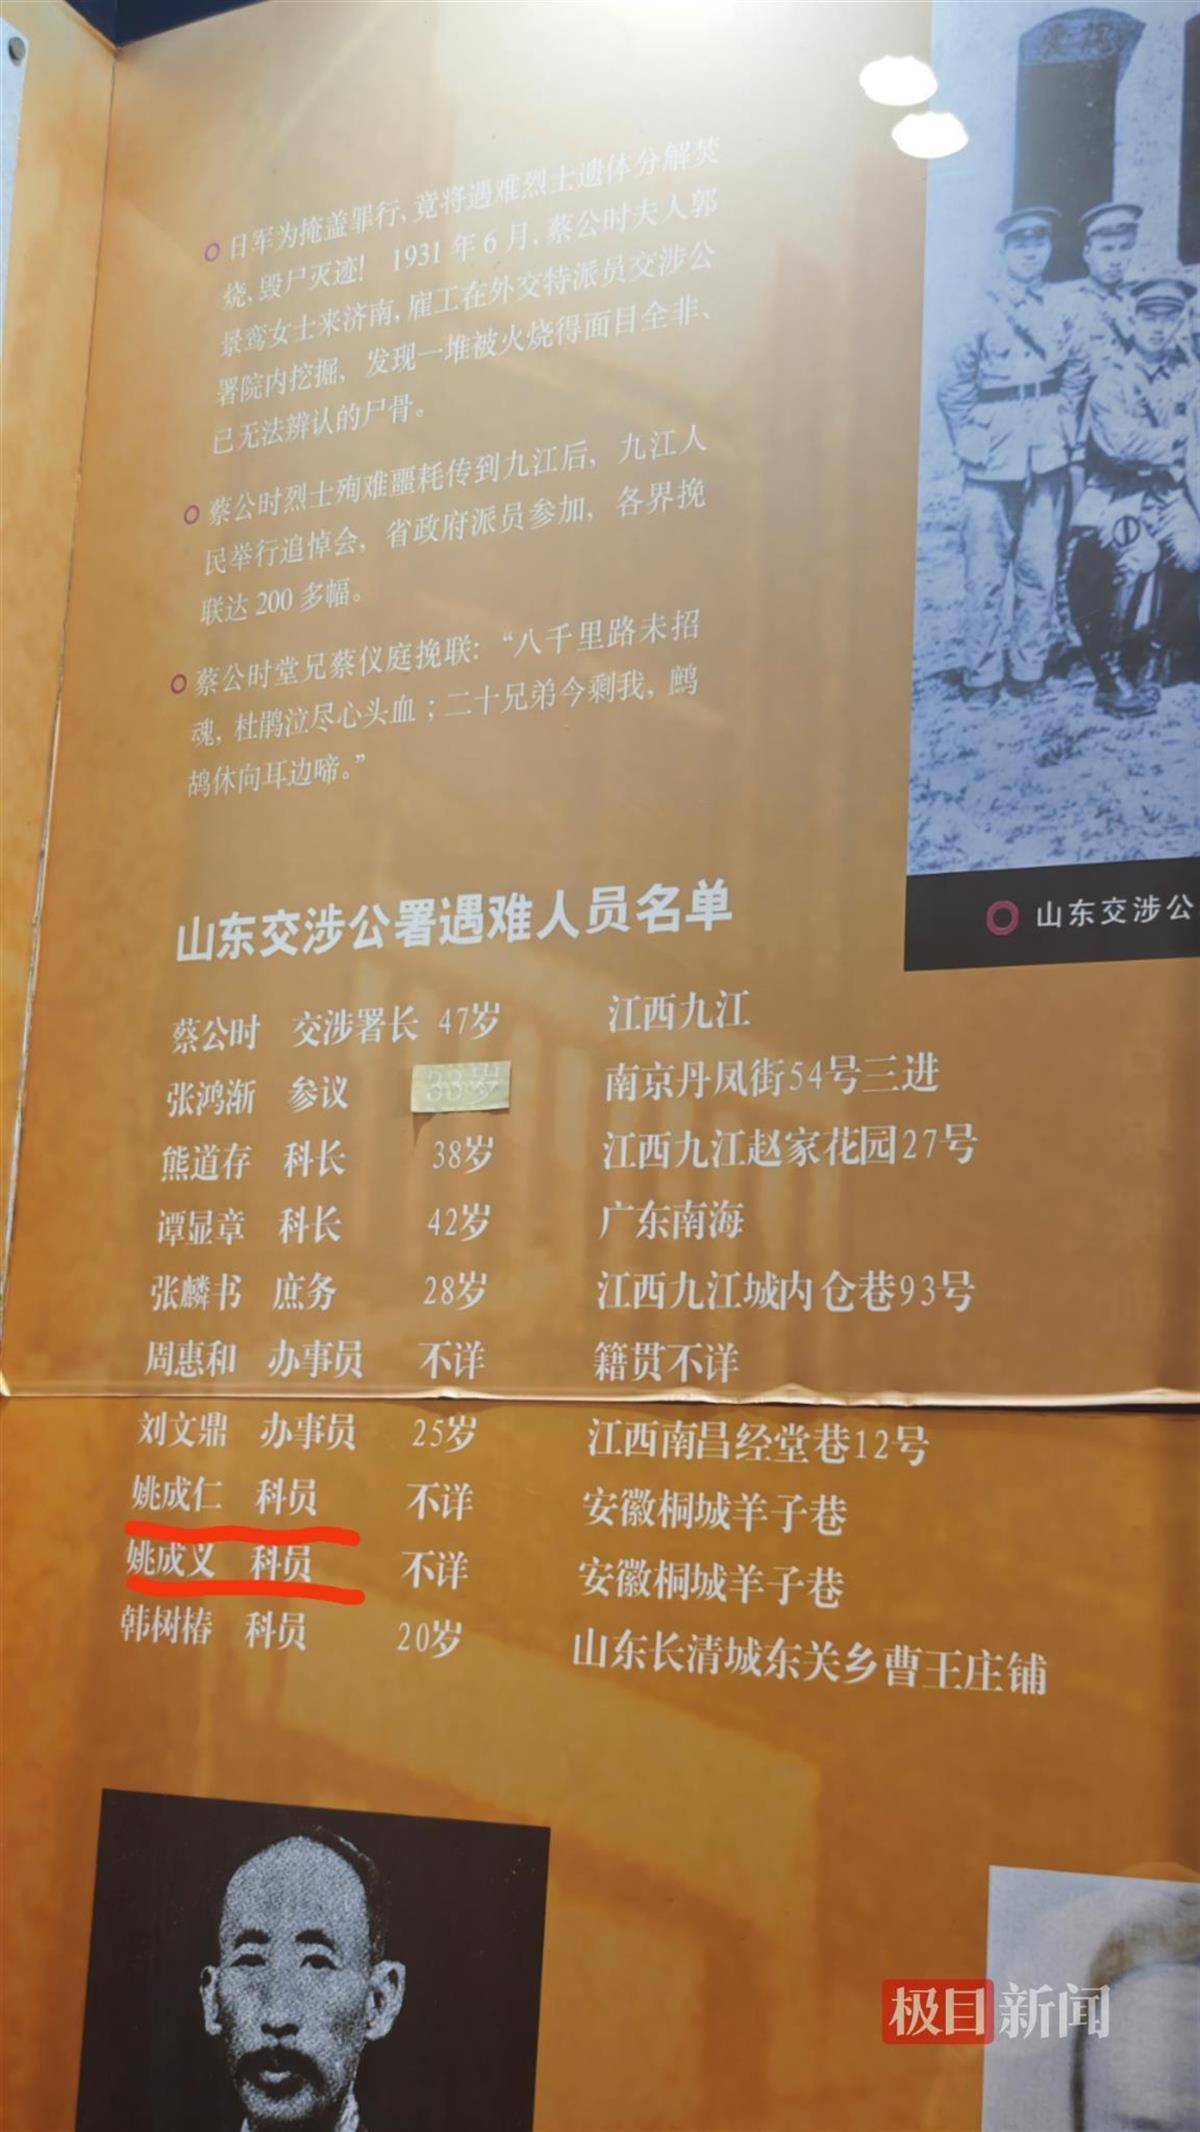 日军为掩盖罪行，竟将遇难烈士遗体分解焚
烧，毁尸灭迹！ 1931 年 6 月，蔡公时夫人郭
景鸾女士来济南，雇工在外交特派员交涉公
署院内挖掘，发现一堆被火烧得面目全非、
已无法辨认的尸骨。
蔡公时烈士殉难噩耗传到九江后，九江人
民举行追悼会，省政府派员参加，各界挽
联达 200 多幅。
蔡公时堂兄蔡仪庭挽联：“八千里路未招
魂，杜鹃泣尽心头血；二十兄弟今剩我，鹧
鸪休向耳边啼。”
山东交涉公
山东交涉公署遇难人员名单
蔡公时 交涉署长 47岁 江西九江
张鸿渐 参议 33岁 南京丹凤街54号三进
熊道存 科长 38岁 江西九江赵家花园27号
谭显章 科长 42岁 广东南海
张麟书 庶务 28岁 江西九江城内仓巷93号
周惠和 办事员 不详 籍贯不详
刘文鼎 办事员 25岁 江西南昌经堂巷12号
姚成仁 科员 不详 安徽桐城羊子巷
姚成义 科员 不详 安徽桐城羊子巷
韩树椿 科员 20岁 山东长清城东关乡曹王庄铺
极目新闻